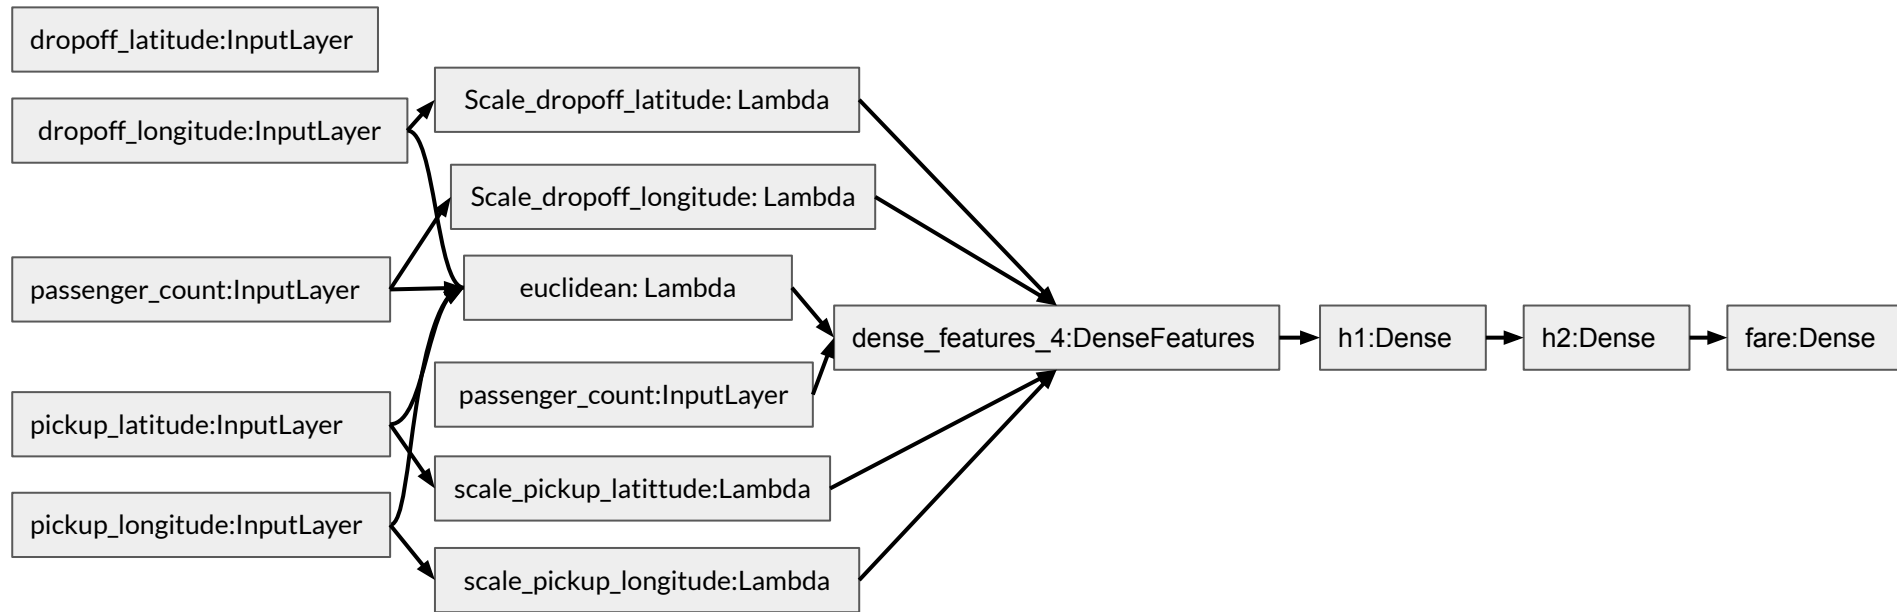 dropoff_latitude:InputLayer
dropoff_longitude:InputLayer
passenger_count:InputLayer
pickup_latitude:InputLayer
pickup_longitude:InputLayer
Scale_dropoff_latitude: Lambda
Scale_dropoff_longitude: Lambda
euclidean: Lambda
passenger_count:InputLayer
scale_pickup_latittude:Lambda
scale_pickup_longitude:Lambda
dense_features_4:DenseFeatures
h1:Dense
h2:Dense
fare:Dense